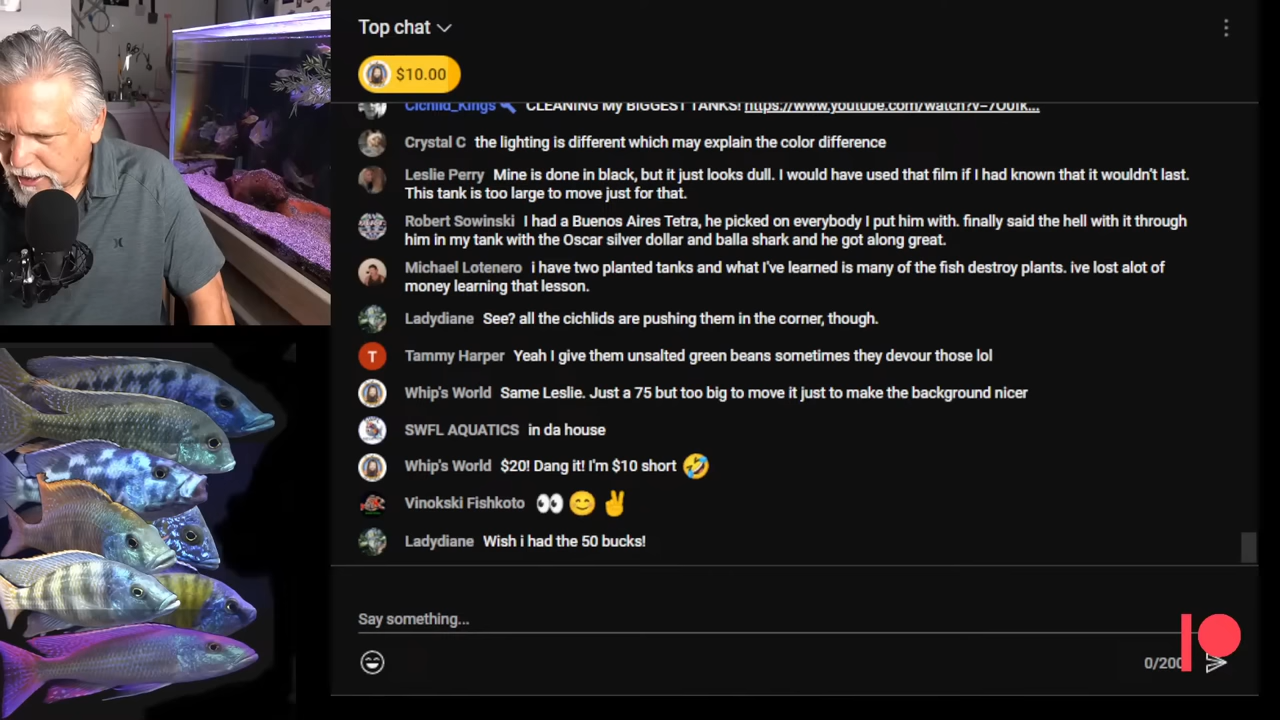 Top chat
$10.00
Cichlid_Kings CLEANING My BIGGEST TANKS!
Crystal C the lighting is different which may explain the color difference
Leslie Perry Mine is done in black, but it just looks dull. I would have used that film if I had known that it wouldn't last.
This tank is too large to move just for that.
Robert Sowinski I had a Buenos Aires Tetra, he picked on everybody I put him with. finally said the hell with it through
him in my tank with the Oscar silver dollar and balla shark and he got along great.
Michael Lotenero i have two planted tanks and what I've learned is many of the fish destroy plants. ive lost alot of
money learning that lesson.
Ladydiane See? all the cichlids are pushing them in the corner, though.
T Tammy Harper Yeah I give them unsalted green beans sometimes they devour those lol
Whip's World Same Leslie. Just a 75 but too big to move it just to make the background nicer
SWFL AQUATICS in da house
Whip's World $20! Dang it! I'm $10 short 🤣
Vinokski Fishkoto 👀 😊 ✌
Ladydiane Wish i had the 50 bucks!
Say something...
0/200